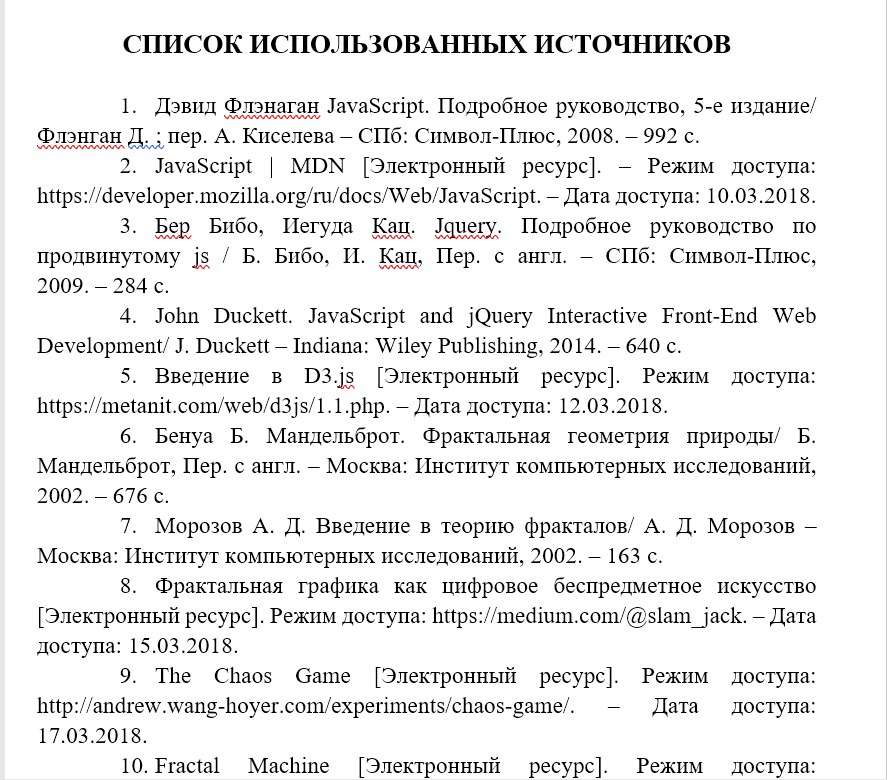 СПИСОК ИСПОЛЬЗОВАННЫХ ИСТОЧНИКОВ
1. Дэвид Флэнаган JavaScript. Подробное руководство, 5-е издание/
Флэнган Д. ; пер. А. Киселева – СПб: Символ-Плюс, 2008. – 992 с.
2. JavaScript | MDN [Электронный ресурс]. – Режим доступа:
https://developer.mozilla.org/ru/docs/Web/JavaScript. – Дата доступа: 10.03.2018.
3. Бер Бибо, Иегуда Кац. Jquery. Подробное руководство по
продвинутому js / Б. Бибо, И. Кац, Пер. с англ. – СПб: Символ-Плюс,
2009. – 284 с.
4. John Duckett. JavaScript and jQuery Interactive Front-End Web
Development/ J. Duckett – Indiana: Wiley Publishing, 2014. – 640 c.
5. Введение в D3.js [Электронный ресурс]. Режим доступа:
https://metanit.com/web/d3js/1.1.php. – Дата доступа: 12.03.2018.
6. Бенуа Б. Мандельброт. Фрактальная геометрия природы/ Б.
Мандельброт, Пер. с англ. – Москва: Институт компьютерных исследований,
2002. – 676 с.
7. Морозов А. Д. Введение в теорию фракталов/ А. Д. Морозов –
Москва: Институт компьютерных исследований, 2002. – 163 с.
8. Фрактальная графика как цифровое беспредметное искусство
[Электронный ресурс]. Режим доступа: https://medium.com/@slam_jack. – Дата
доступа: 15.03.2018.
9. The Chaos Game [Электронный ресурс]. Режим доступа:
http://andrew.wang-hoyer.com/experiments/chaos-game/. – Дата доступа:
17.03.2018.
10. Fractal Machine [Электронный ресурс]. Режим доступа: